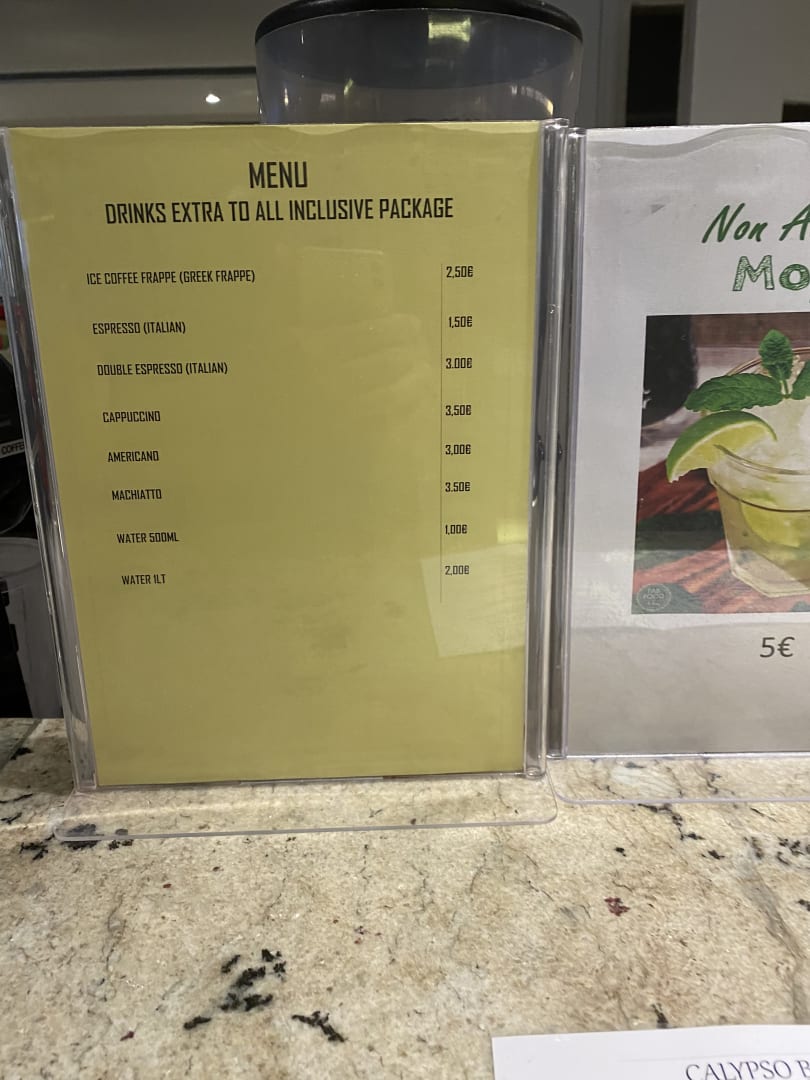 MENU
DRINKS EXTRA TO ALL INCLUSIVE PACKAGE
ICE COFFEE FRAPPE (GREEK FRAPPE) 2,50€
ESPRESSO (ITALIAN) 1,50€
DOUBLE ESPRESSO (ITALIAN) 3.00€
CAPPUCCINO 3,50€
AMERICANO 3,00€
MACHIATTO 3.50€
WATER 500ML 1,00€
WATER 1LT 2,00€
Non A
Mo
5€
CALYPSO
COFFE